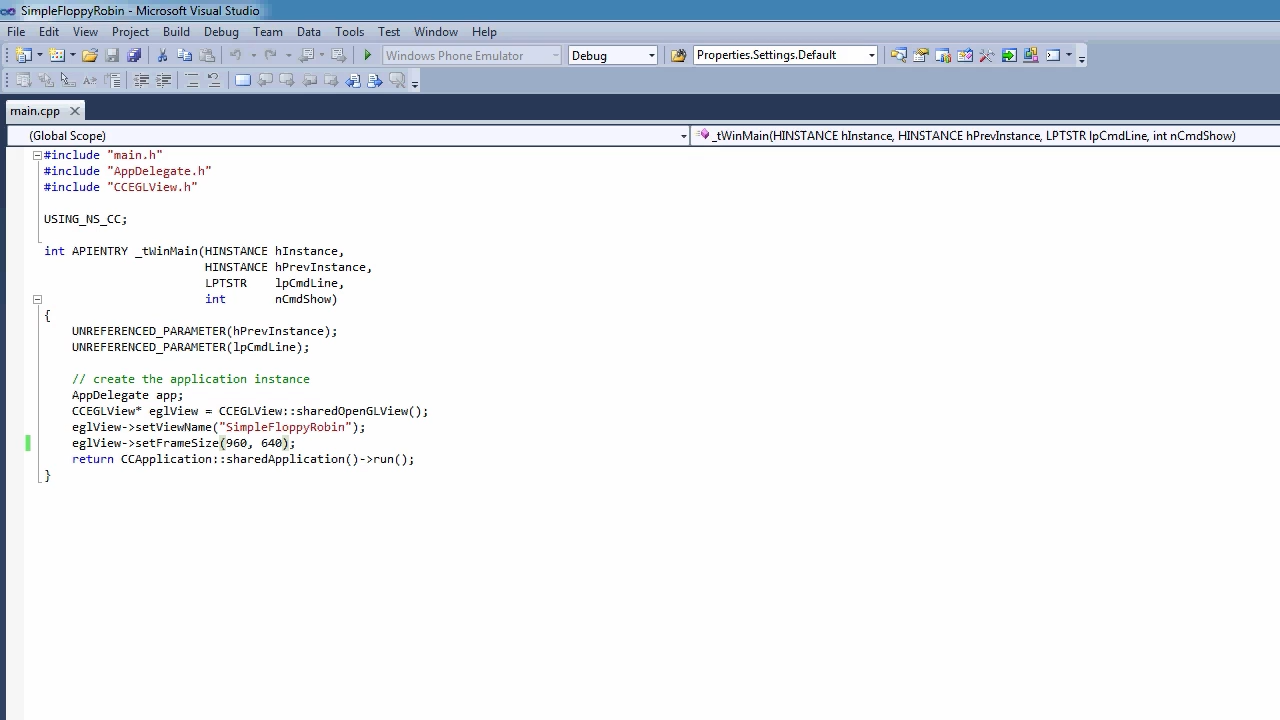 SimpleFloppyRobin - Microsoft Visual Studio
File Edit View Project Build Debug Team Data Tools Test Window Help
Windows Phone Emulator Debug Properties.Settings.Default
main.cpp
(Global Scope) _tWinMain(HINSTANCE hInstance, HINSTANCE hPrevInstance, LPTSTR lpCmdLine, int nCmdShow)
#include "main.h"
#include "AppDelegate.h"
#include "CCEGLView.h"
USING_NS_CC;
int APIENTRY _tWinMain(HINSTANCE hInstance,
HINSTANCE hPrevInstance,
LPTSTR lpCmdLine,
int nCmdShow)
{
UNREFERENCED_PARAMETER(hPrevInstance);
UNREFERENCED_PARAMETER(lpCmdLine);
// create the application instance
AppDelegate app;
CCEGLView* eglView = CCEGLView::sharedOpenGLView();
eglView->setViewName("SimpleFloppyRobin");
eglView->setFrameSize(960, 640);
return CCApplication::sharedApplication()->run();
}